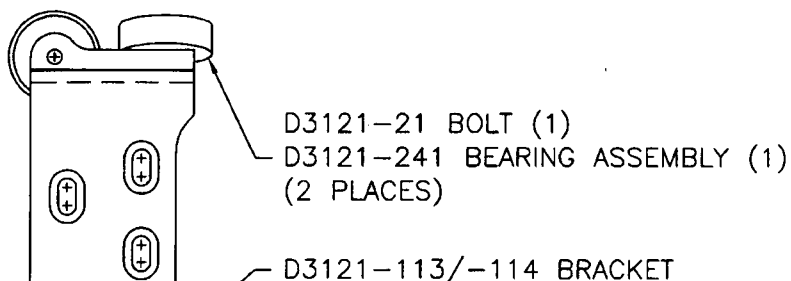 D3121-21 BOLT (1)
D3121-241 BEARING ASSEMBLY (1)
(2 PLACES)
D3121-113/-114 BRACKET